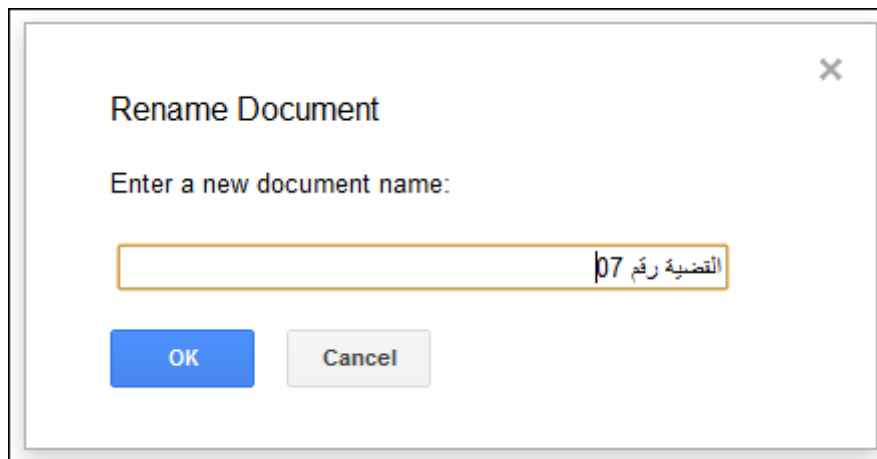 Rename Document
Enter a new document name:
القضية رقم 07
OK
Cancel